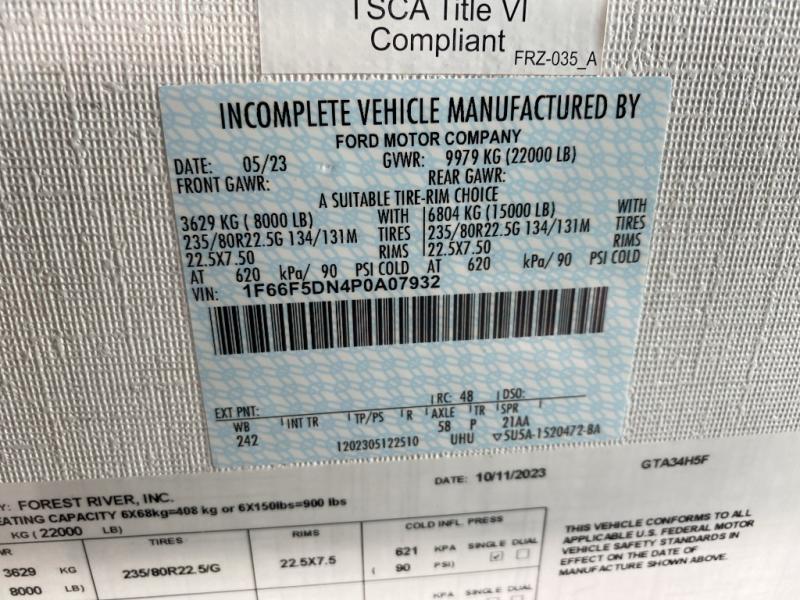 TSCA Title VI
Compliant
FRZ-035_A
INCOMPLETE VEHICLE MANUFACTURED BY
FORD MOTOR COMPANY
DATE: 05/23 GVWR: 9979 KG (22000 LB)
FRONT GAWR: REAR GAWR:
A SUITABLE TIRE-RIM CHOICE
3629 KG ( 8000 LB) WITH 6804 KG (15000 LB) WITH
235/80R22.5G 134/131M TIRES 235/80R22.5G 134/131M TIRES
22.5X7.50 RIMS 22.5X7.50 RIMS
AT 620 kPa/ 90 PSI COLD AT 620 kPa/ 90 PSI COLD
VIN: 1F66F5DN4P0A07932
EXT PNT: RC: 48 DSO:
WB INT TR TP/PS R AXLE TR SPR
242 58 P 21AA
1202305122510 UHU ▽5U5A-1520472-BA
DATE: 10/11/2023 GTA34H5F
Y: FOREST RIVER, INC.
EATING CAPACITY 6X68kg=408 kg or 6X150lbs=900 lbs
KG ( 22000 LB)
WR TIRES RIMS COLD INFL. PRESS
3629 KG 235/80R22.5/G 22.5X7.5 621 KPA SINGLE DUAL
8000 LB) ( 90 PSI)
KPA SINGLE DUAL
THIS VEHICLE CONFORMS TO ALL
APPLICABLE U.S. FEDERAL MOTOR
VEHICLE SAFETY STANDARDS IN
EFFECT ON THE DATE OF
MANUFACTURE SHOWN ABOVE.